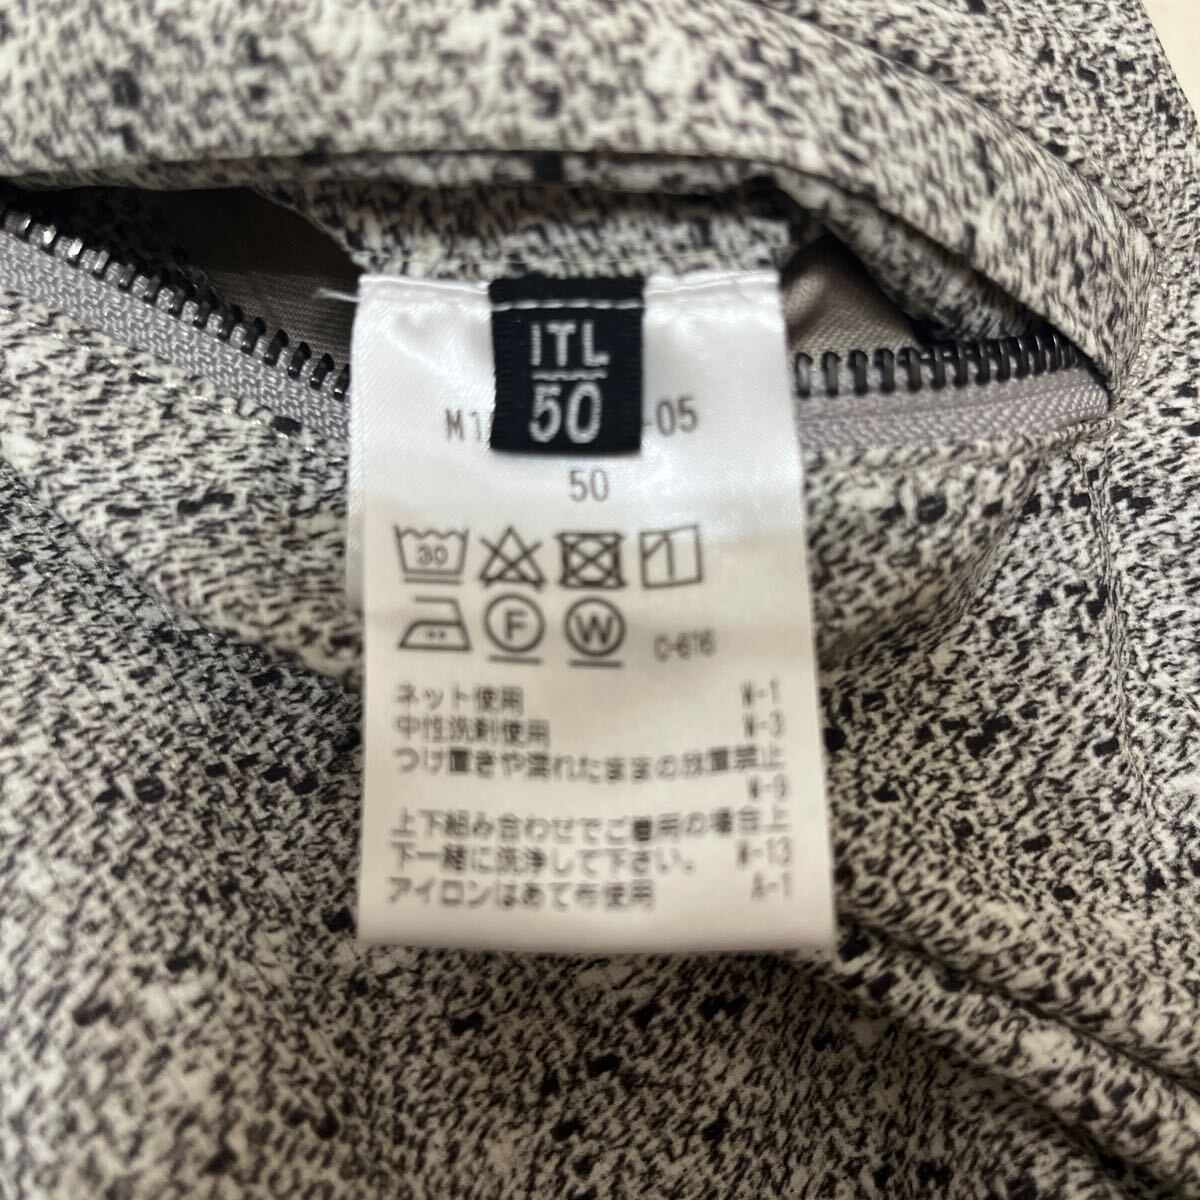 ITL
50
-05
50
30
F W C-616
ネット使用 W-1
中性洗剤使用 W-3
つけ置きや濡れたままの放置禁止
W-9
上下組み合わせでご着用の場合上
下一緒に洗浄して下さい。 W-13
アイロンはあて布使用 A-1